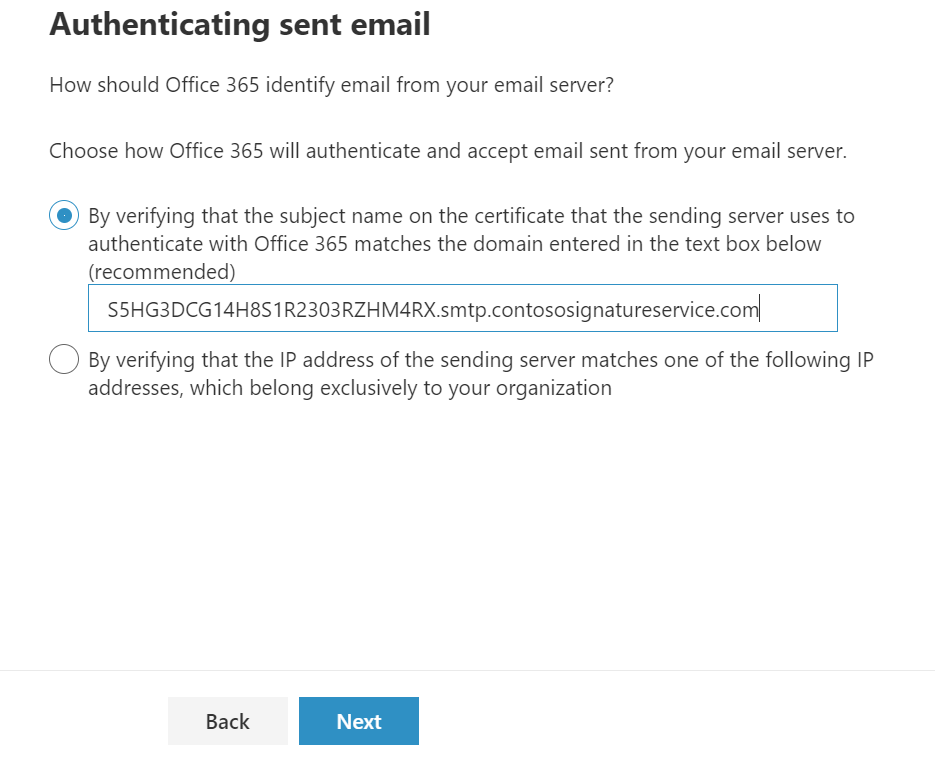 Authenticating sent email
How should Office 365 identify email from your email server?
Choose how Office 365 will authenticate and accept email sent from your email server.
By verifying that the subject name on the certificate that the sending server uses to
authenticate with Office 365 matches the domain entered in the text box below
(recommended)
S5HG3DCG14H8S1R2303RZHM4RX.smtp.contososignatureservice.com
By verifying that the IP address of the sending server matches one of the following IP
addresses, which belong exclusively to your organization
Back
Next